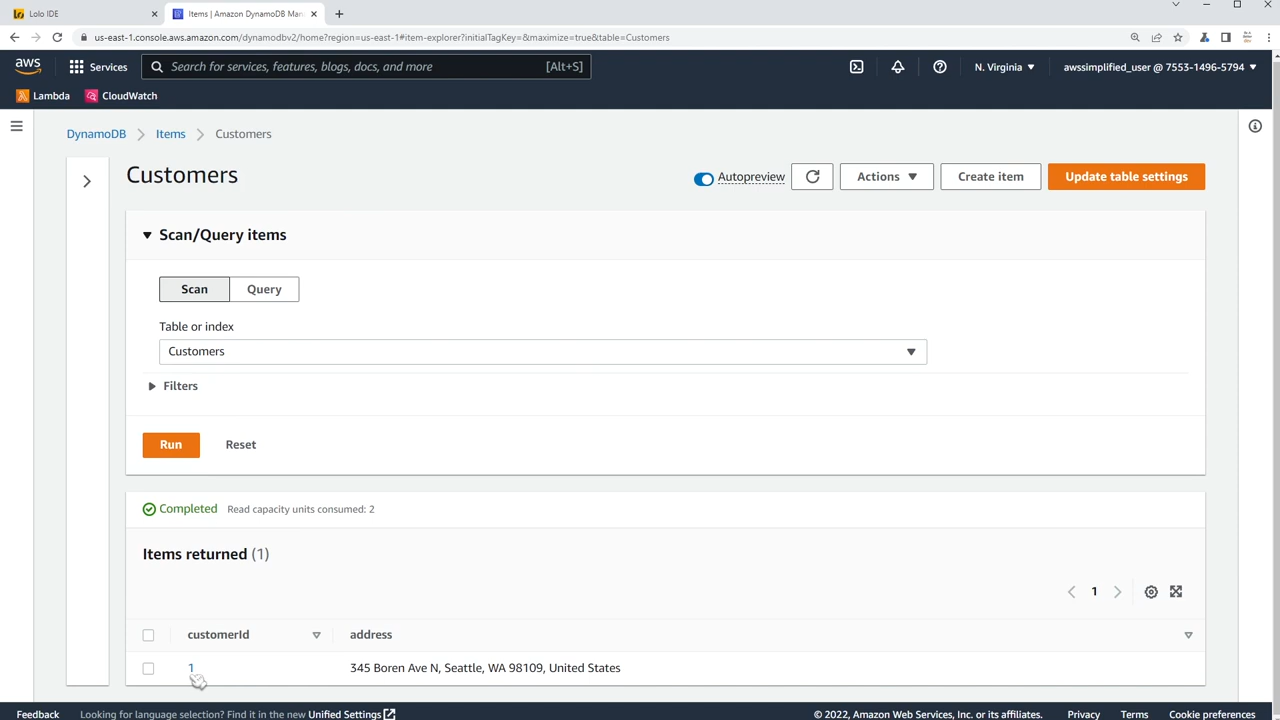 Lolo IDE
Items | Amazon DynamoDB Man
us-east-1.console.aws.amazon.com/dynamodbv2/home?region=us-east-1#item-explorer?initialTagKey=&maximize=true&table=Customers
aws Services Search for services, features, blogs, docs, and more [Alt+S] N. Virginia awssimplified_user @ 7553-1496-5794
Lambda CloudWatch
DynamoDB Items Customers
Customers Autopreview Actions Create item Update table settings
Scan/Query items
Scan Query
Table or index
Customers
Filters
Run Reset
Completed Read capacity units consumed: 2
Items returned (1)
1
customerId address
1 345 Boren Ave N, Seattle, WA 98109, United States
Feedback Looking for language selection? Find it in the new Unified Settings © 2022, Amazon Web Services, Inc. or its affiliates. Privacy Terms Cookie preferences